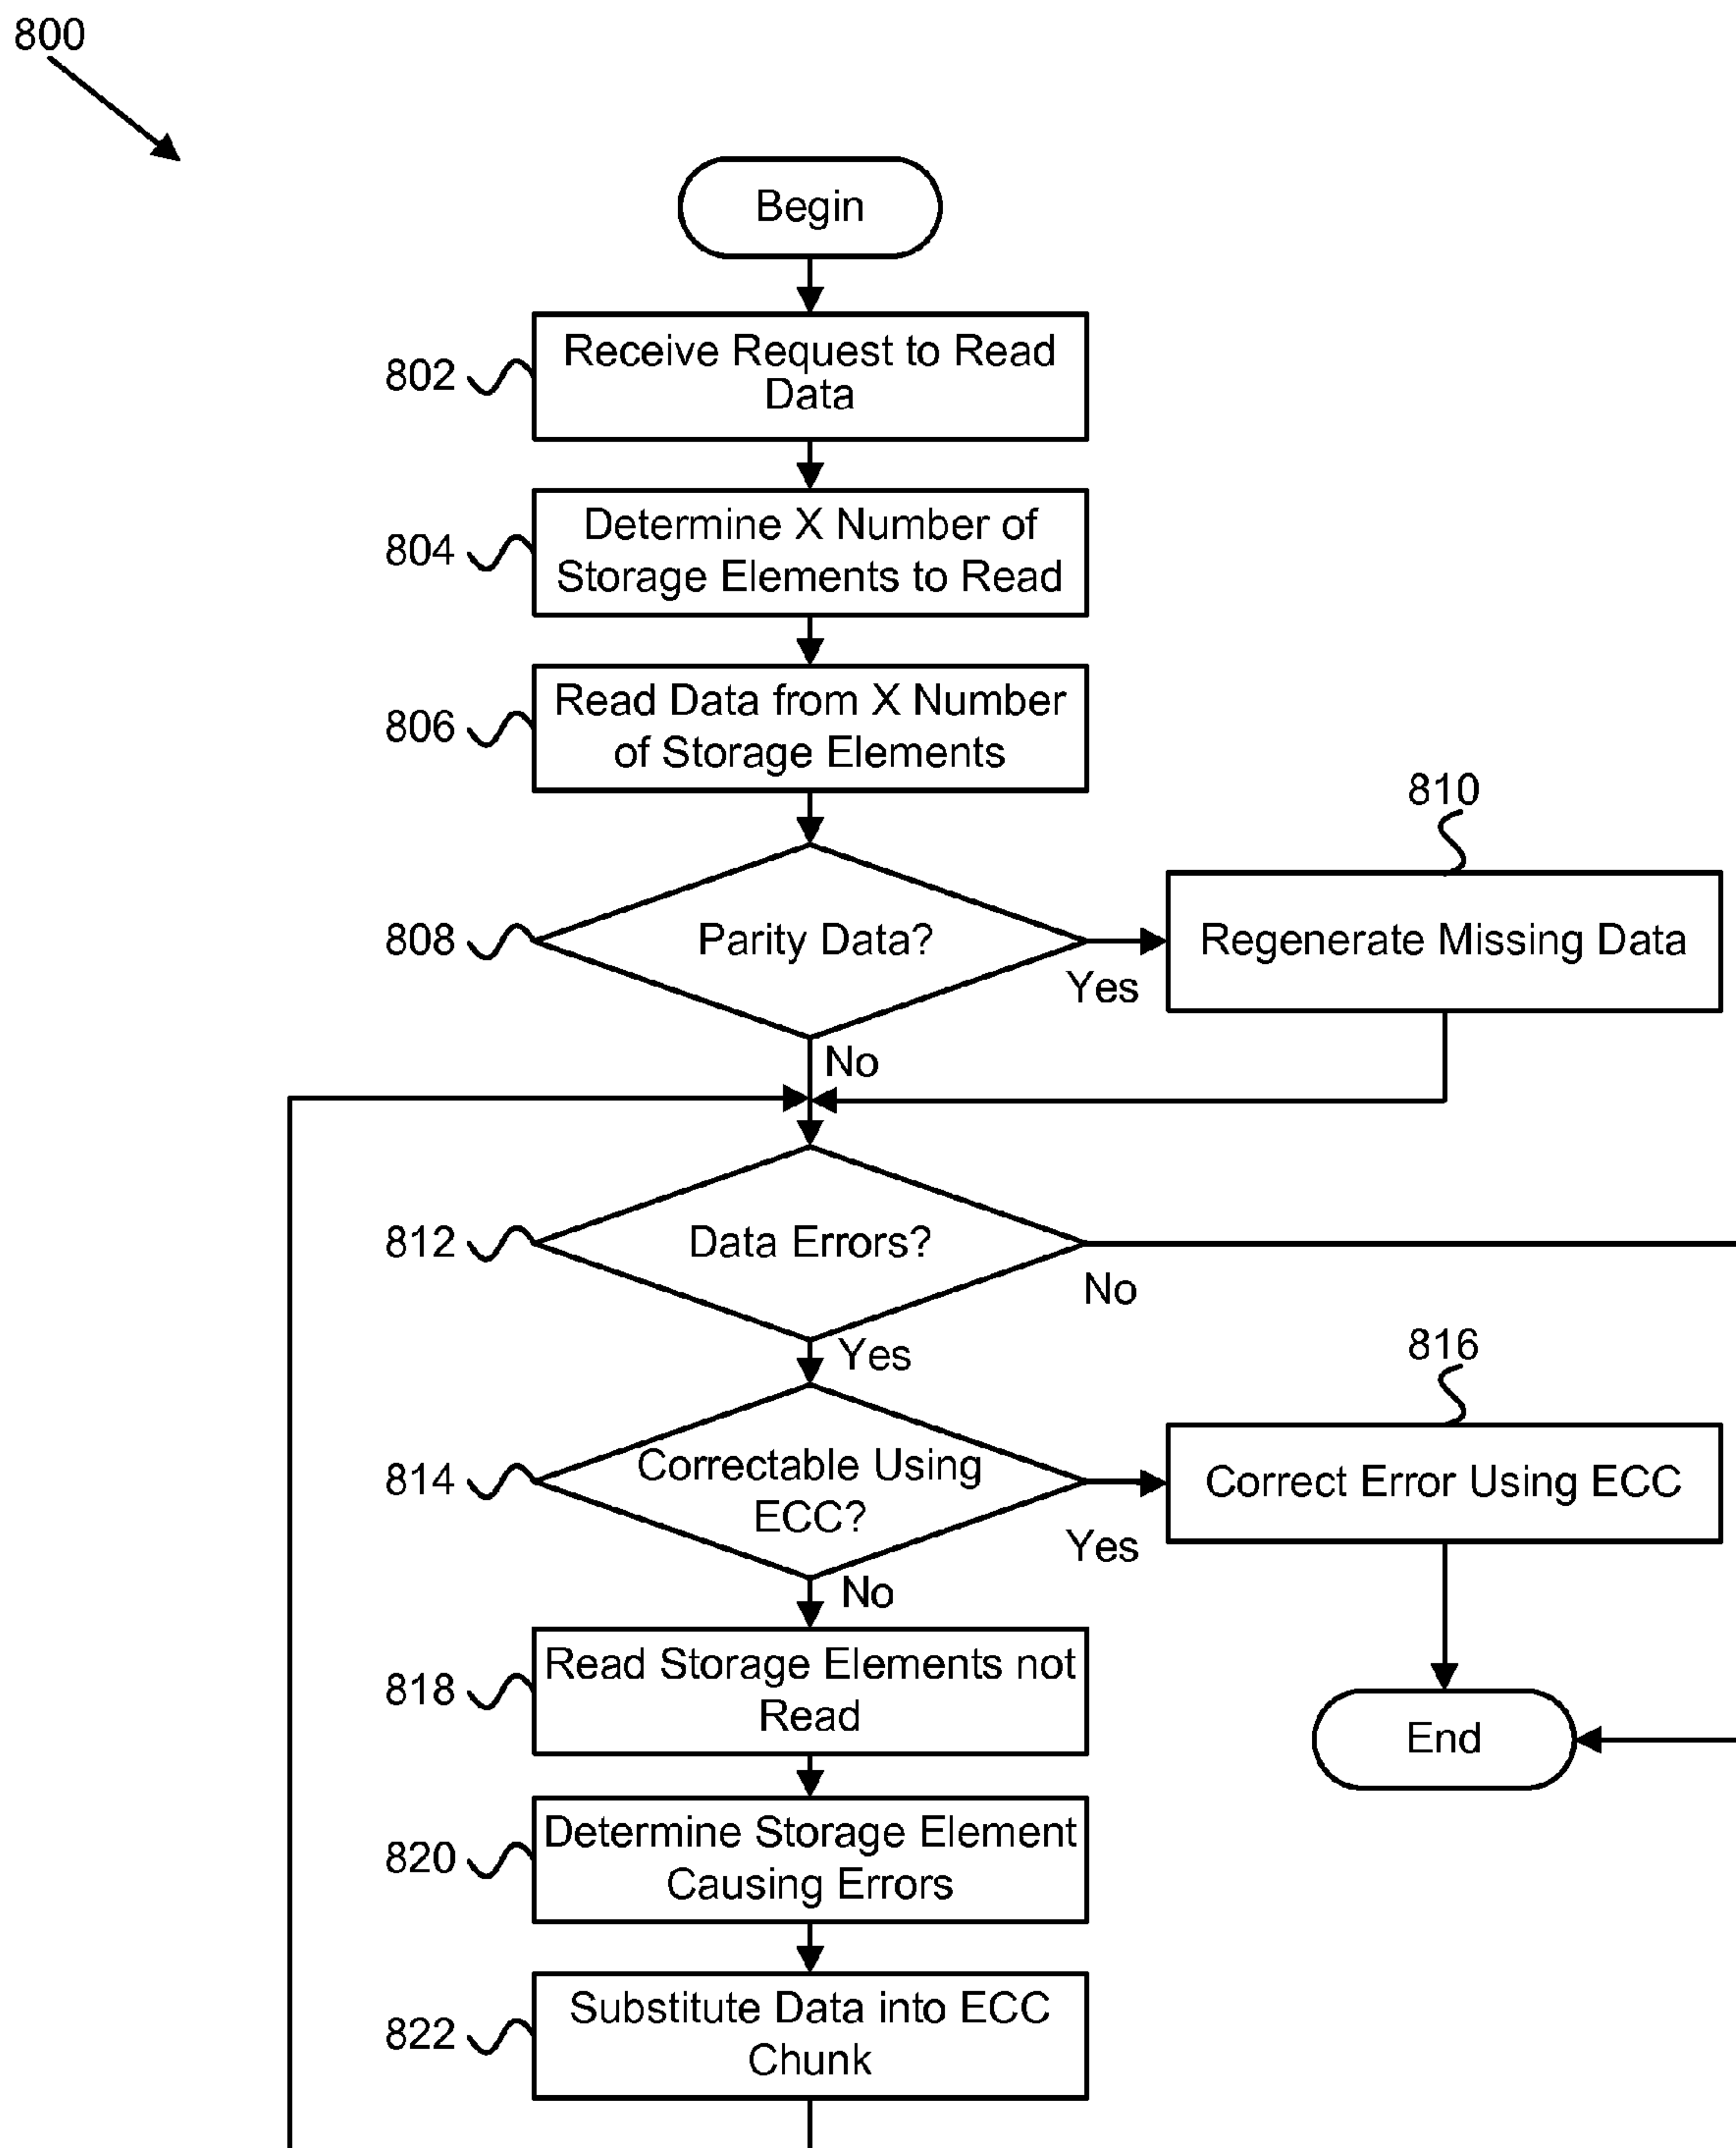 800
Begin
802
Receive Request to Read
Data
804
Determine X Number of
Storage Elements to Read
806
Read Data from X Number
of Storage Elements
810
808
Parity Data?
Yes
Regenerate Missing Data
No
812
Data Errors?
No
Yes
816
814
Correctable Using
ECC?
Yes
Correct Error Using ECC
No
818
Read Storage Elements not
Read
End
820
Determine Storage Element
Causing Errors
822
Substitute Data into ECC
Chunk